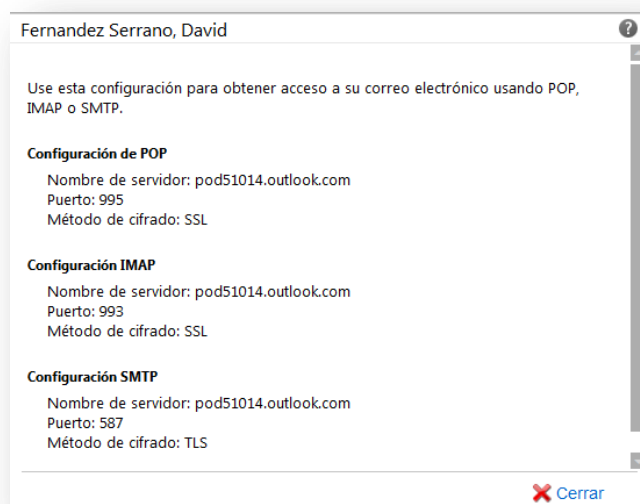 Fernandez Serrano, David
Use esta configuración para obtener acceso a su correo electrónico usando POP,
IMAP o SMTP.
Configuración de POP
Nombre de servidor: pod51014.outlook.com
Puerto: 995
Método de cifrado: SSL
Configuración IMAP
Nombre de servidor: pod51014.outlook.com
Puerto: 993
Método de cifrado: SSL
Configuración SMTP
Nombre de servidor: pod51014.outlook.com
Puerto: 587
Método de cifrado: TLS
Cerrar